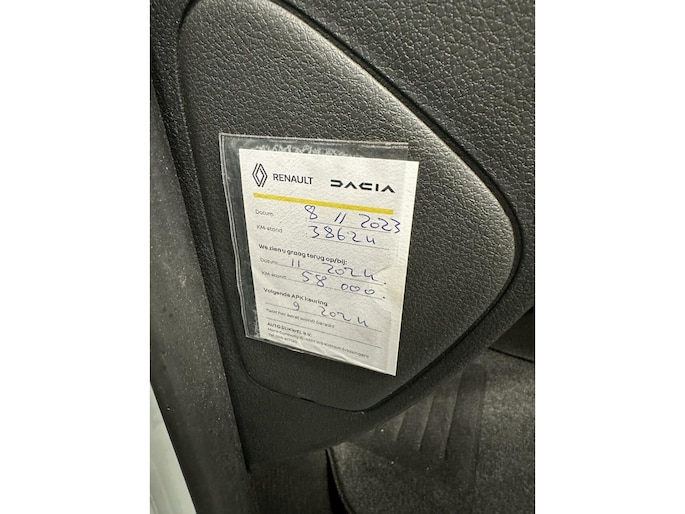 RENAULT DACIA
Datum: 8 11 2023
KM-stand: 38624
We zien u graag terug op/bij:
Datum: 11 2024.
KM-stand: 58 000.
Volgende APK keuring
9 2024